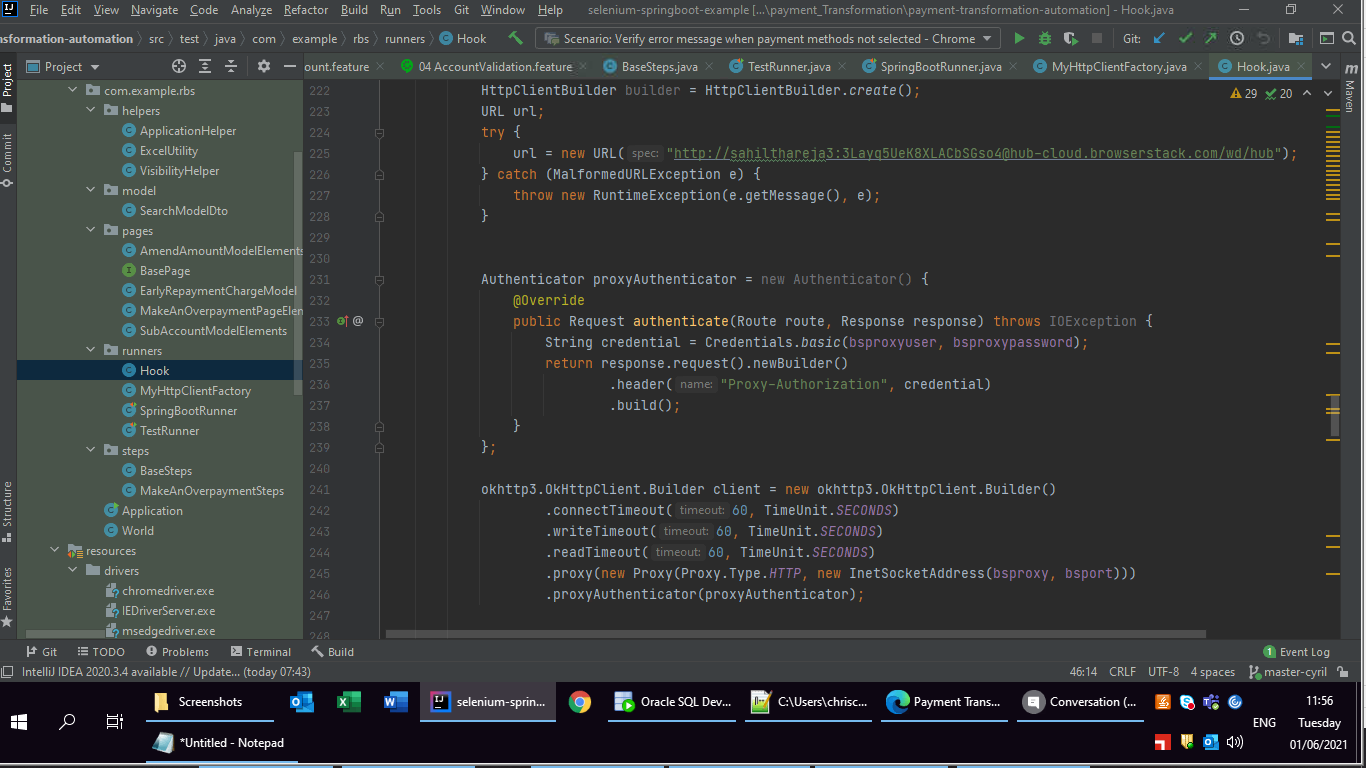 File Edit View Navigate Code Analyze Refactor Build Run Tools Git Window Help selenium-springboot-example [...\payment_Transformation\payment-transformation-automation] - Hook.java
nsformation-automation src test java com example rbs runners Hook Scenario: Verify error message when payment methods not selected - Chrome Git:
Project ount.feature 04 AccountValidation.feature BaseSteps.java TestRunner.java SpringBootRunner.java MyHttpClientFactory.java Hook.java
Project
Commit
Structure
Favorites
Maven
29 20
com.example.rbs
helpers
ApplicationHelper
ExcelUtility
VisibilityHelper
model
SearchModelDto
pages
AmendAmountModelElements
BasePage
EarlyRepaymentChargeModel
MakeAnOverpaymentPageElem
SubAccountModelElements
runners
Hook
MyHttpClientFactory
SpringBootRunner
TestRunner
steps
BaseSteps
MakeAnOverpaymentSteps
Application
World
resources
drivers
chromedriver.exe
IEDriverServer.exe
msedgedriver.exe
222 HttpClientBuilder builder = HttpClientBuilder.create();
223 URL url;
224 try {
225 url = new URL( spec: "http://sahilthareja3:3Layq5UeK8XLACbSGso4@hub-cloud.browserstack.com/wd/hub");
226 } catch (MalformedURLException e) {
227 throw new RuntimeException(e.getMessage(), e);
228 }
229
230
231 Authenticator proxyAuthenticator = new Authenticator() {
232 @Override
233 @ public Request authenticate(Route route, Response response) throws IOException {
234 String credential = Credentials.basic(bsproxyuser, bsproxypassword);
235 return response.request().newBuilder()
236 .header( name: "Proxy-Authorization", credential)
237 .build();
238 }
239 };
240
241 okhttp3.OkHttpClient.Builder client = new okhttp3.OkHttpClient.Builder()
242 .connectTimeout( timeout: 60, TimeUnit.SECONDS)
243 .writeTimeout( timeout: 60, TimeUnit.SECONDS)
244 .readTimeout( timeout: 60, TimeUnit.SECONDS)
245 .proxy(new Proxy(Proxy.Type.HTTP, new InetSocketAddress(bsproxy, bsport)))
246 .proxyAuthenticator(proxyAuthenticator);
247
248
Git TODO Problems Terminal Build 1 Event Log
IntelliJ IDEA 2020.3.4 available // Update... (today 07:43) 46:14 CRLF UTF-8 4 spaces master-cyril
Screenshots selenium-sprin... Oracle SQL Dev... C:\Users\chrisc... Payment Trans... Conversation (... 11:56
ENG Tuesday
*Untitled - Notepad 01/06/2021